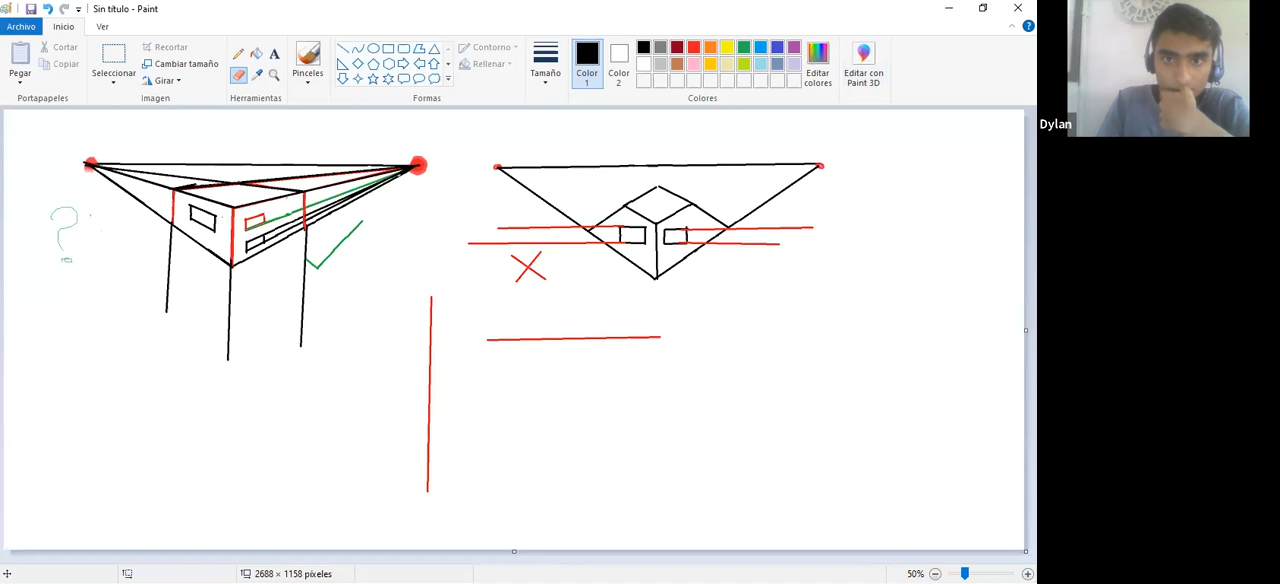 Sin título - Paint
Archivo Inicio Ver
Pegar
Cortar
Copiar
Portapapeles
Seleccionar
Recortar
Cambiar tamaño
Girar
Imagen
A
Herramientas
Pinceles
Contorno
Rellenar
Formas
Tamaño
Color 1
Color 2
Editar colores
Colores
Editar con Paint 3D
Dylan
?
2688 × 1158 píxeles
50%